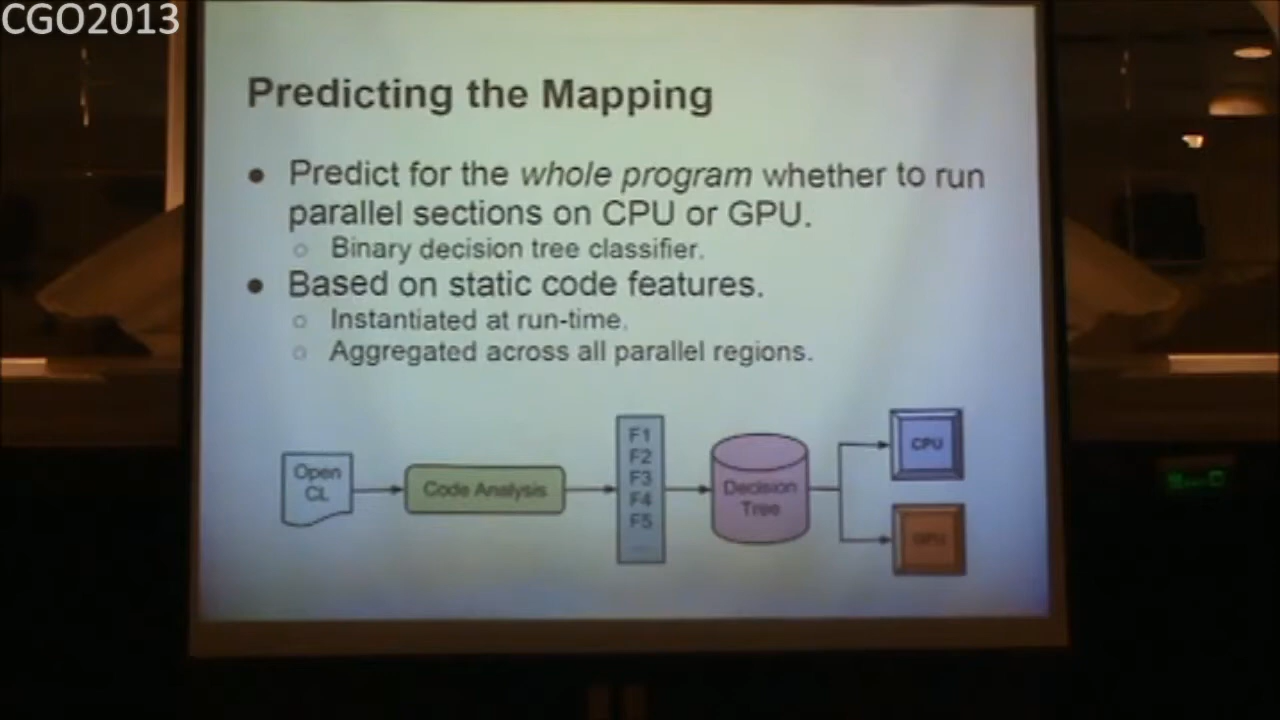 CGO2013
Predicting the Mapping
● Predict for the whole program whether to run
parallel sections on CPU or GPU.
○ Binary decision tree classifier.
● Based on static code features.
○ Instantiated at run-time.
○ Aggregated across all parallel regions.
Open
CL
Code Analysis
F1
F2
F3
F4
F5
Decision
Tree
CPU
GPU